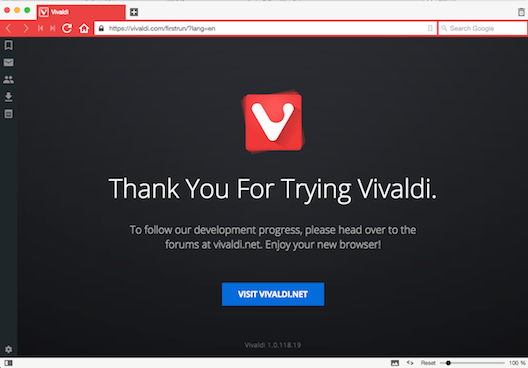 Vivaldi
https://vivaldi.com/firstrun/?lang=en
Search Google
Thank You For Trying Vivaldi.
To follow our development progress, please head over to the
forums at vivaldi.net. Enjoy your new browser!
VISIT VIVALDI.NET
Vivaldi 1.0.118.19
Reset 100 %